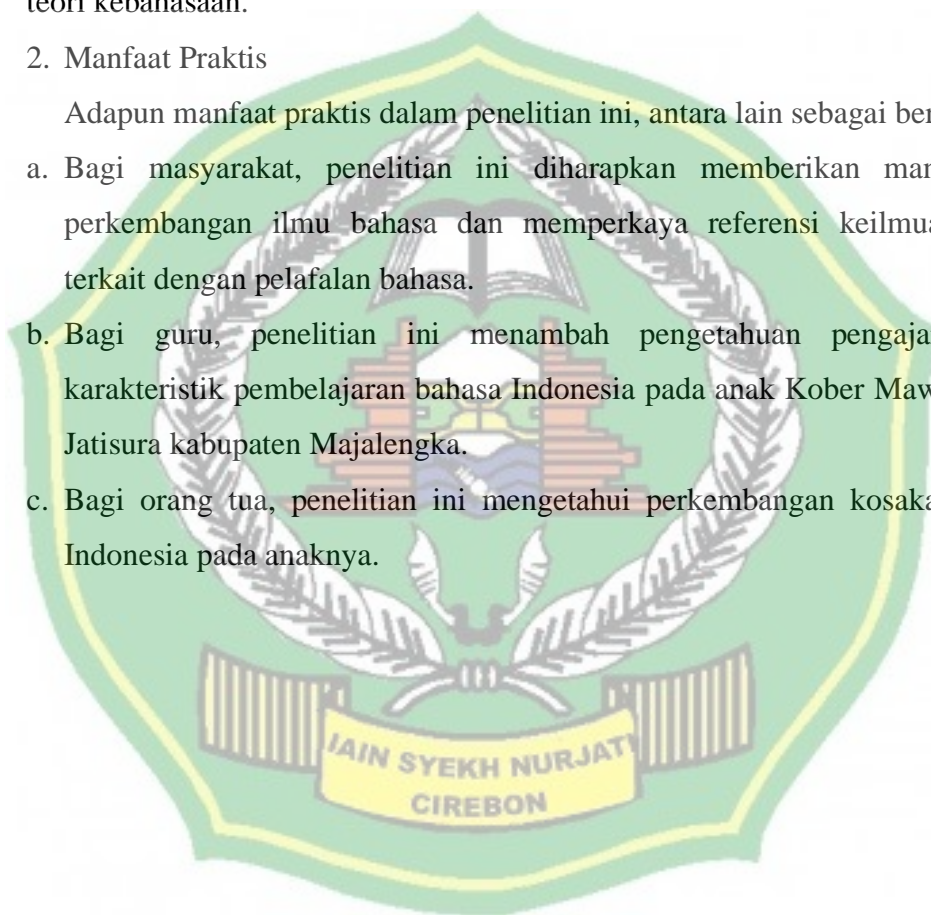 teori kebahasaan.
2. Manfaat Praktis
Adapun manfaat praktis dalam penelitian ini, antara lain sebagai ber
a. Bagi masyarakat, penelitian ini diharapkan memberikan man
perkembangan ilmu bahasa dan memperkaya referensi keilmua
terkait dengan pelafalan bahasa.
b. Bagi guru, penelitian ini menambah pengetahuan pengaja
karakteristik pembelajaran bahasa Indonesia pada anak Kober Maw
Jatisura kabupaten Majalengka.
c. Bagi orang tua, penelitian ini mengetahui perkembangan kosaka
Indonesia pada anaknya.
IAIN SYEKH NURJATI
CIREBON